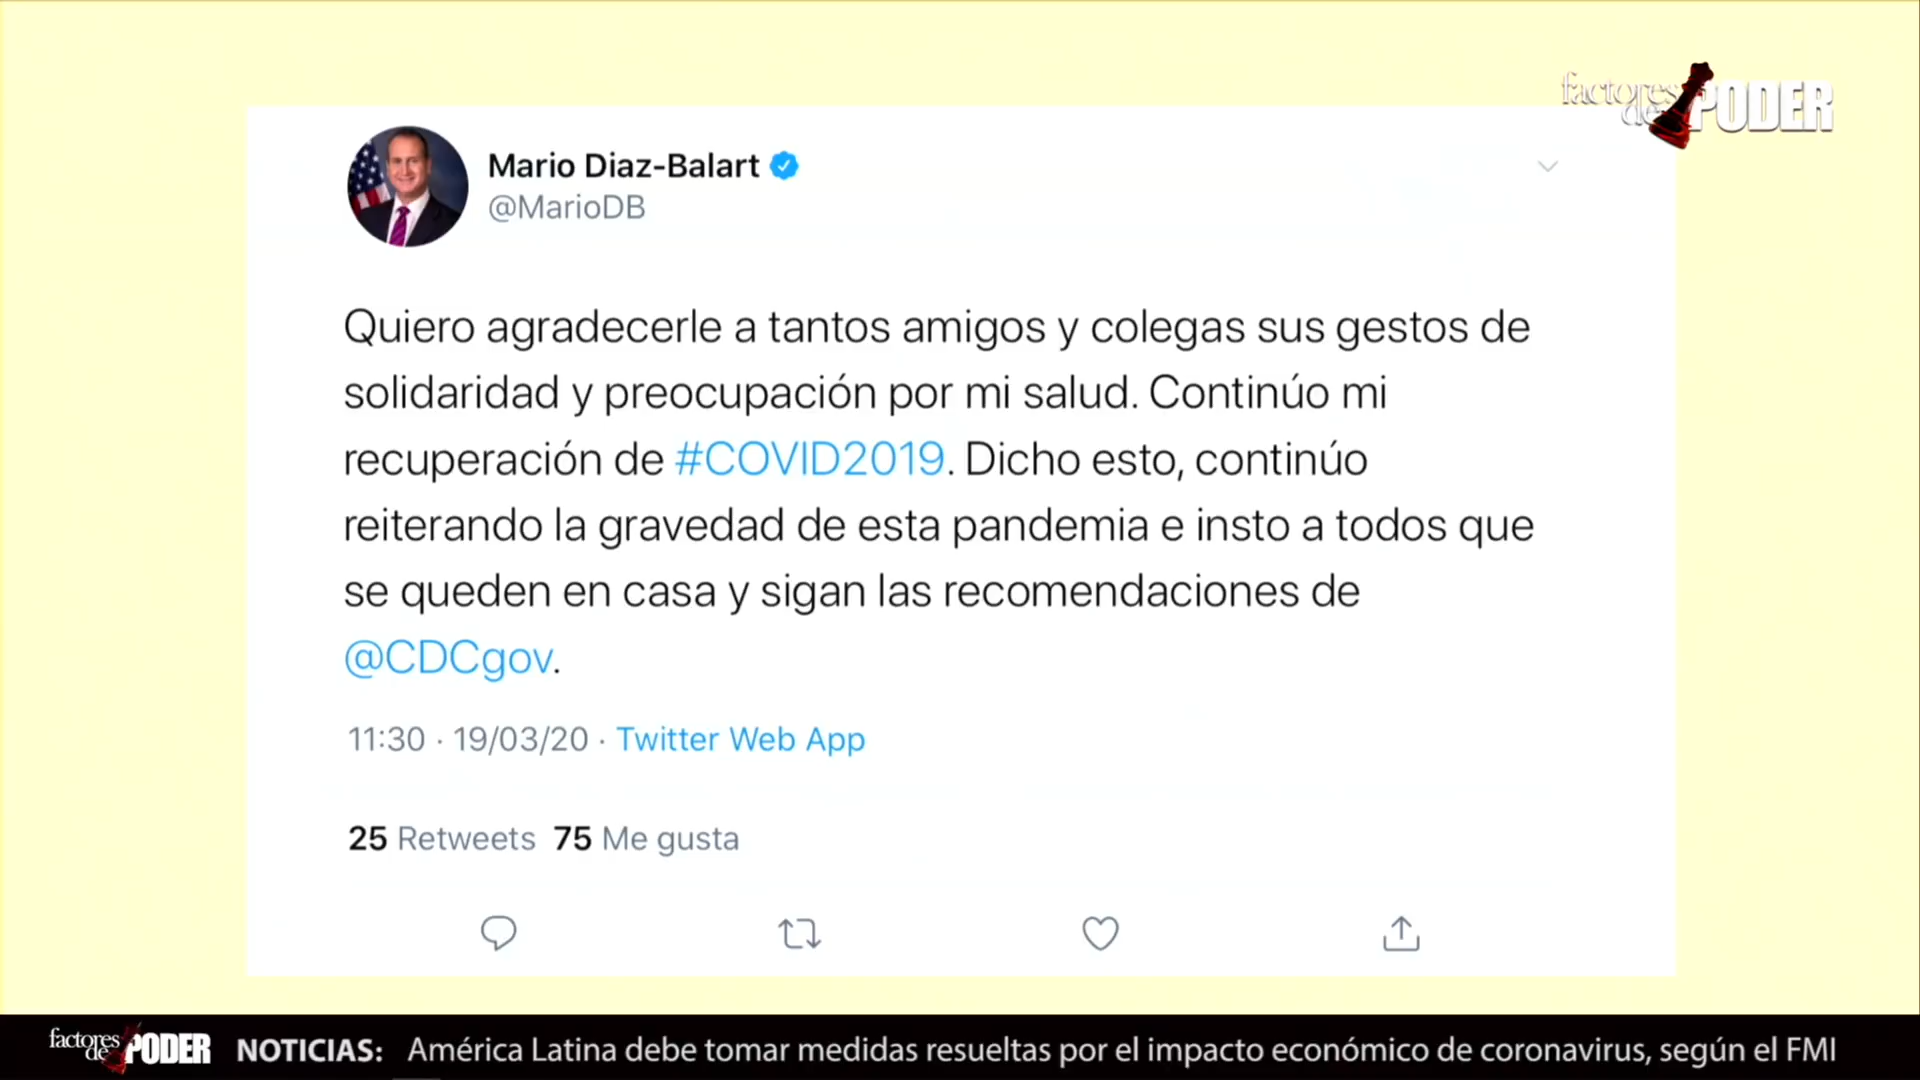 factores de PODER
Mario Diaz-Balart
@MarioDB
Quiero agradecerle a tantos amigos y colegas sus gestos de
solidaridad y preocupación por mi salud. Continúo mi
recuperación de #COVID2019. Dicho esto, continúo
reiterando la gravedad de esta pandemia e insto a todos que
se queden en casa y sigan las recomendaciones de
@CDCgov.
11:30 · 19/03/20 · Twitter Web App
25 Retweets 75 Me gusta
factores de PODER NOTICIAS: América Latina debe tomar medidas resueltas por el impacto económico de coronavirus, según el FMI